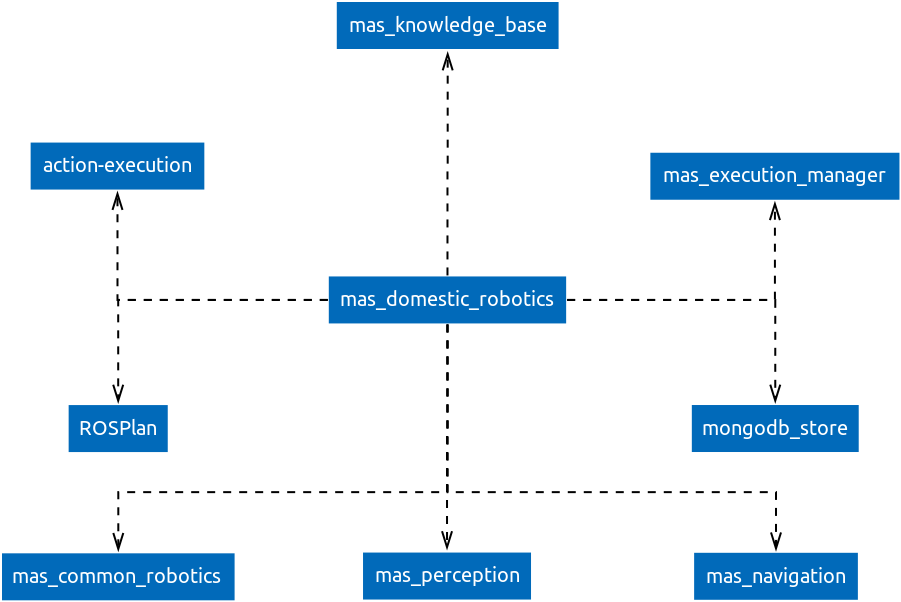 mas_knowledge_base
action-execution
mas_execution_manager
mas_domestic_robotics
ROSPlan
mongodb_store
mas_common_robotics
mas_perception
mas_navigation